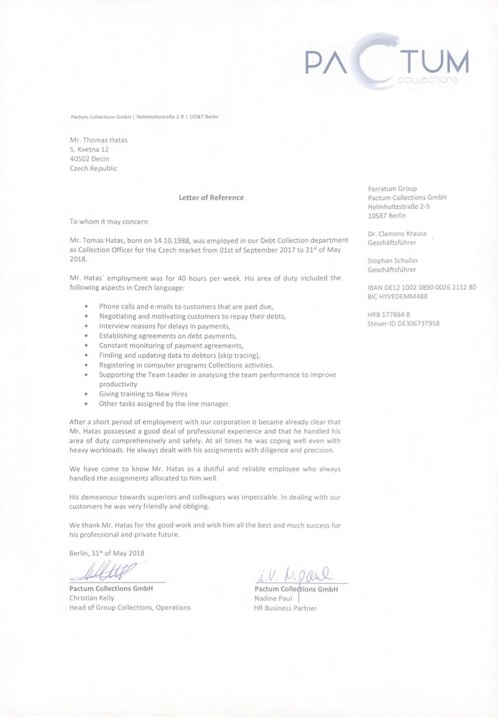 PACTUM
COLLECTIONS
Pactum Collections GmbH | Helmholtzstraße 2-9 | 10587 Berlin
Mr. Thomas Hatas
5. Kvetna 12
40502 Decin
Czech Republic
Ferratum Group
Pactum Collections GmbH
Helmholtzstraße 2-9
10587 Berlin
Dr. Clemens Krause
Geschäftsführer
Stephan Schuller
Geschäftsführer
IBAN DE12 1002 0890 0026 2112 80
BIC HYVEDEMM488
HRB 177884 B
Steuer-ID DE306737958
Letter of Reference
To whom it may concern
Mr. Tomas Hatas, born on 14.10.1988, was employed in our Debt Collection department
as Collection Officer for the Czech market from 01st of September 2017 to 31st of May
2018.
Mr. Hatas' employment was for 40 hours per week. His area of duty included the
following aspects in Czech language:
• Phone calls and e-mails to customers that are past due,
• Negotiating and motivating customers to repay their debts,
• Interview reasons for delays in payments,
• Establishing agreements on debt payments,
• Constant monitoring of payment agreements,
• Finding and updating data to debtors (skip tracing),
• Registering in computer programs Collections activities.
• Supporting the Team Leader in analysing the team performance to improve
productivity
• Giving training to New Hires
• Other tasks assigned by the line manager.
After a short period of employment with our corporation it became already clear that
Mr. Hatas possessed a good deal of professional experience and that he handled his
area of duty comprehensively and safely. At all times he was coping well even with
heavy workloads. He always dealt with his assignments with diligence and precision.
We have come to know Mr. Hatas as a dutiful and reliable employee who always
handled the assignments allocated to him well.
His demeanour towards superiors and colleagues was impeccable. In dealing with our
customers he was very friendly and obliging.
We thank Mr. Hatas for the good work and wish him all the best and much success for
his professional and private future.
Berlin, 31st of May 2018
i.V. N.paul
Pactum Collections GmbH
Christian Kelly
Head of Group Collections, Operations
Pactum Collections GmbH
Nadine Paul
HR Business Partner